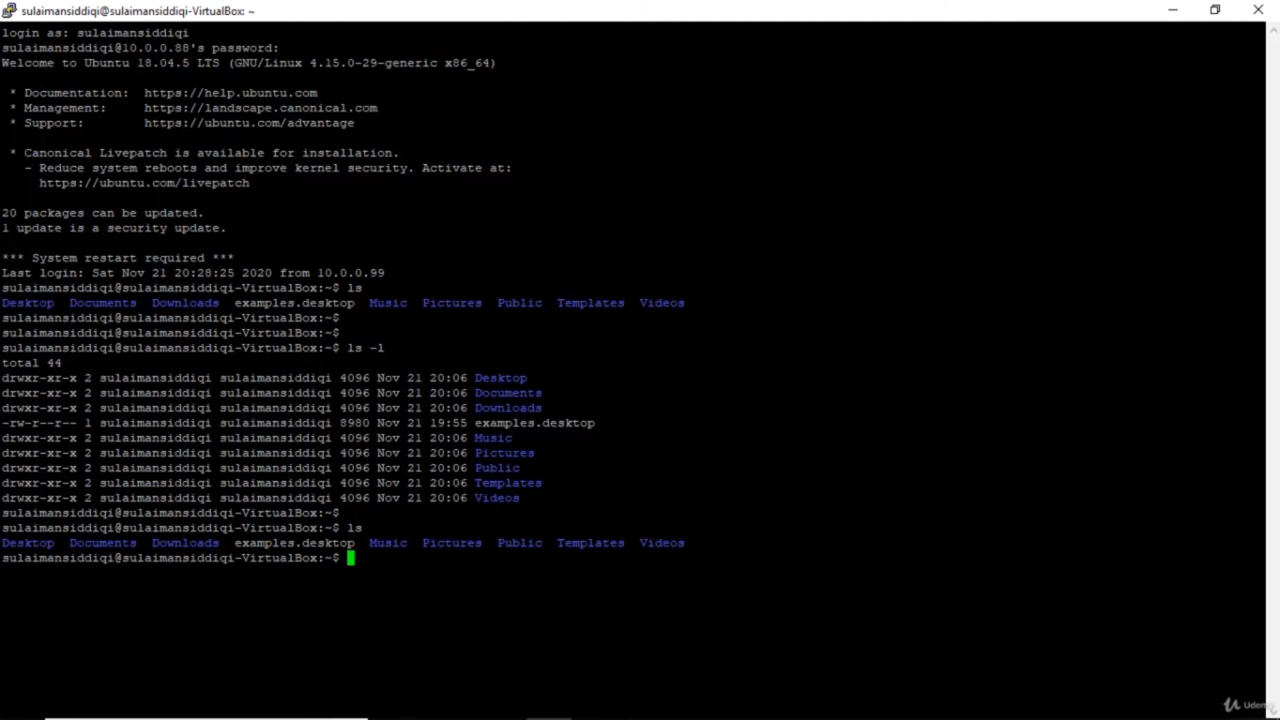 sulaimansiddiqi@sulaimansiddiqi-VirtualBox: ~
login as: sulaimansiddiqi
sulaimansiddiqi@10.0.0.88's password:
Welcome to Ubuntu 18.04.5 LTS (GNU/Linux 4.15.0-29-generic x86_64)
* Documentation:  https://help.ubuntu.com
* Management:     https://landscape.canonical.com
* Support:        https://ubuntu.com/advantage
* Canonical Livepatch is available for installation.
- Reduce system reboots and improve kernel security. Activate at:
https://ubuntu.com/livepatch
20 packages can be updated.
1 update is a security update.
*** System restart required ***
Last login: Sat Nov 21 20:28:25 2020 from 10.0.0.99
sulaimansiddiqi@sulaimansiddiqi-VirtualBox:~$ ls
Desktop  Documents  Downloads  examples.desktop  Music  Pictures  Public  Templates  Videos
sulaimansiddiqi@sulaimansiddiqi-VirtualBox:~$
sulaimansiddiqi@sulaimansiddiqi-VirtualBox:~$
sulaimansiddiqi@sulaimansiddiqi-VirtualBox:~$ ls -l
total 44
drwxr-xr-x 2 sulaimansiddiqi sulaimansiddiqi 4096 Nov 21 20:06 Desktop
drwxr-xr-x 2 sulaimansiddiqi sulaimansiddiqi 4096 Nov 21 20:06 Documents
drwxr-xr-x 2 sulaimansiddiqi sulaimansiddiqi 4096 Nov 21 20:06 Downloads
-rw-r--r-- 1 sulaimansiddiqi sulaimansiddiqi 8980 Nov 21 19:55 examples.desktop
drwxr-xr-x 2 sulaimansiddiqi sulaimansiddiqi 4096 Nov 21 20:06 Music
drwxr-xr-x 2 sulaimansiddiqi sulaimansiddiqi 4096 Nov 21 20:06 Pictures
drwxr-xr-x 2 sulaimansiddiqi sulaimansiddiqi 4096 Nov 21 20:06 Public
drwxr-xr-x 2 sulaimansiddiqi sulaimansiddiqi 4096 Nov 21 20:06 Templates
drwxr-xr-x 2 sulaimansiddiqi sulaimansiddiqi 4096 Nov 21 20:06 Videos
sulaimansiddiqi@sulaimansiddiqi-VirtualBox:~$
sulaimansiddiqi@sulaimansiddiqi-VirtualBox:~$ ls
Desktop  Documents  Downloads  examples.desktop  Music  Pictures  Public  Templates  Videos
sulaimansiddiqi@sulaimansiddiqi-VirtualBox:~$